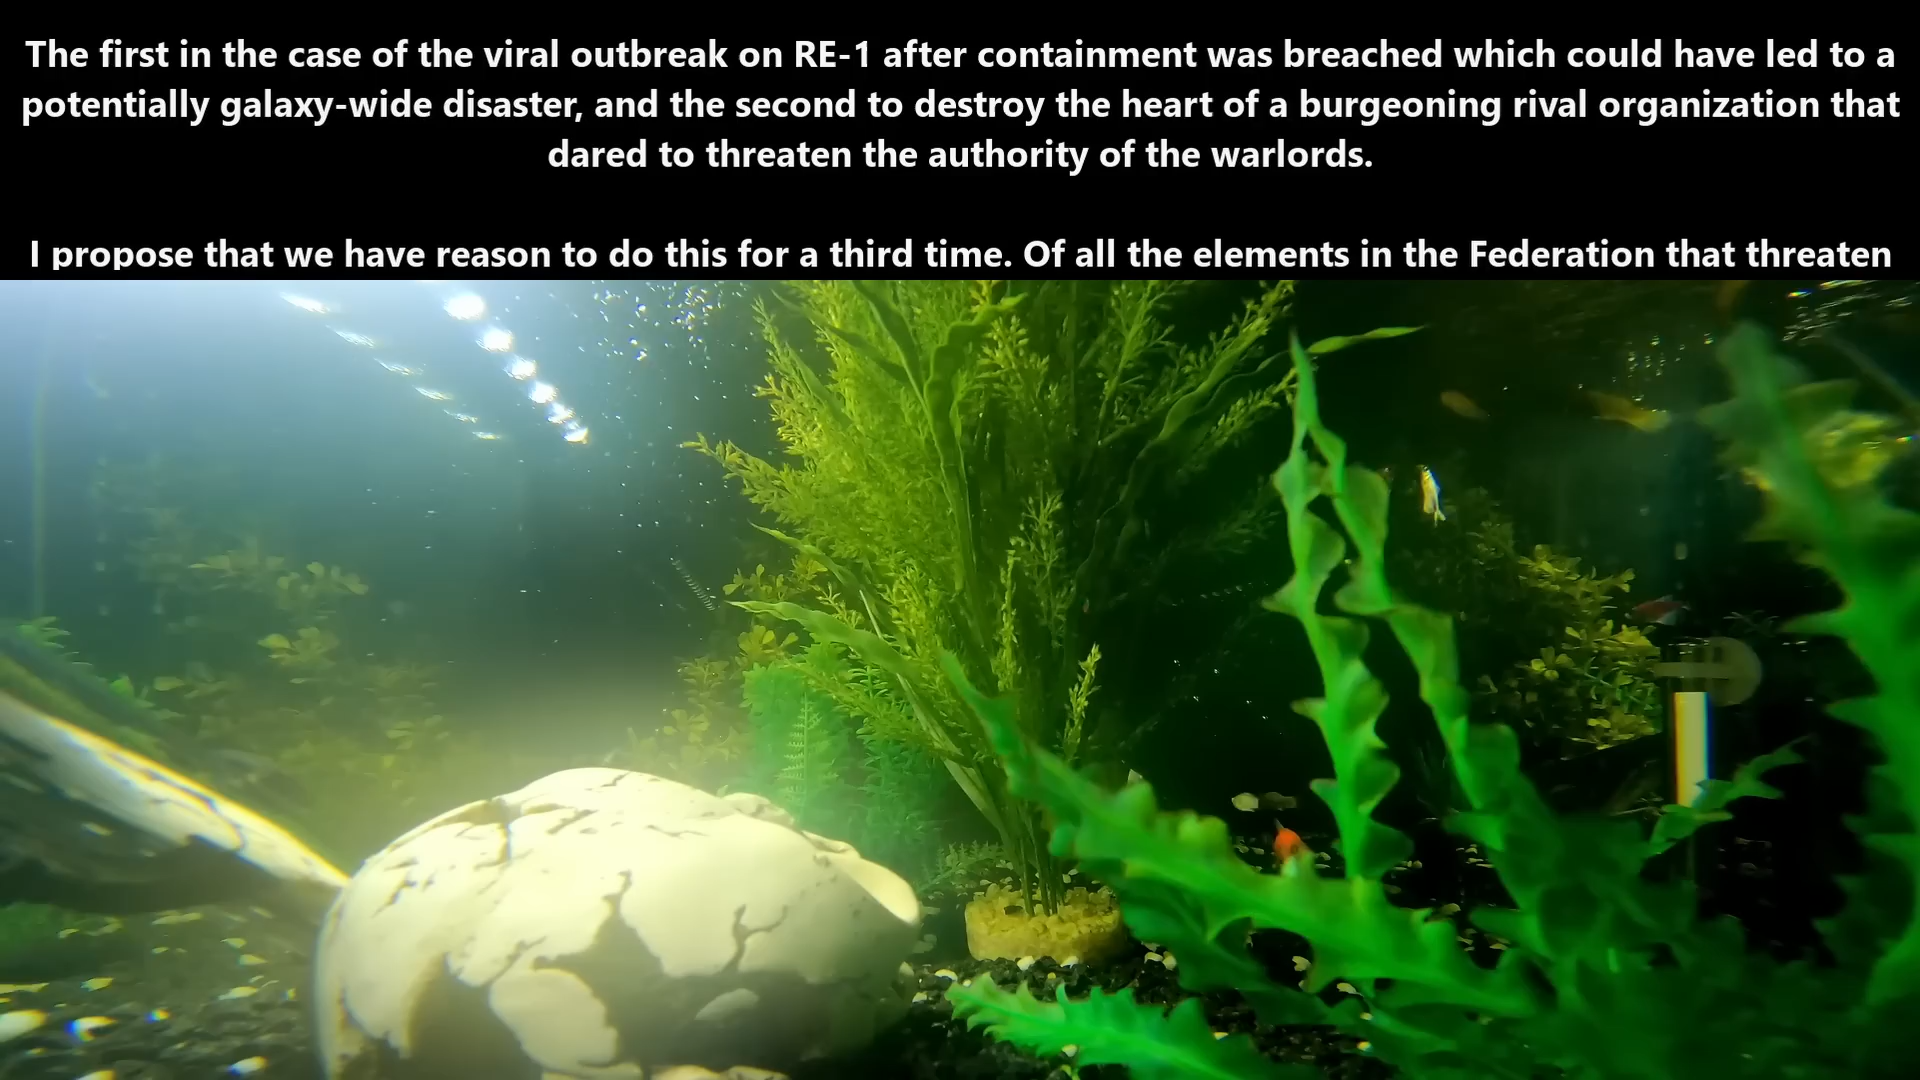 The first in the case of the viral outbreak on RE-1 after containment was breached which could have led to a
potentially galaxy-wide disaster, and the second to destroy the heart of a burgeoning rival organization that
dared to threaten the authority of the warlords.
I propose that we have reason to do this for a third time. Of all the elements in the Federation that threaten